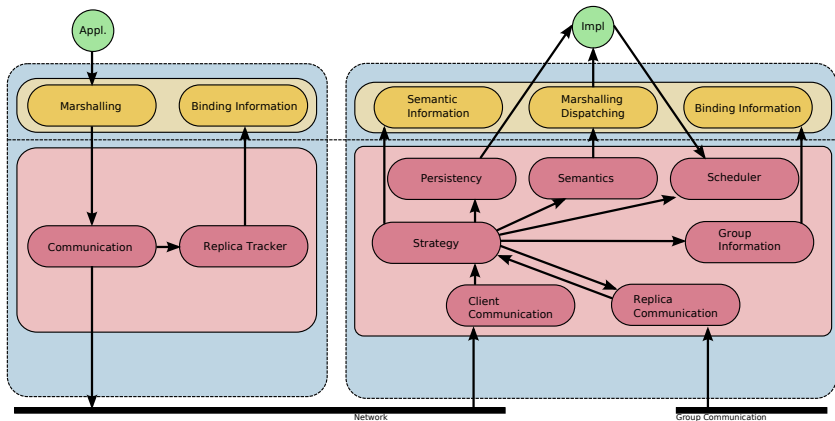 Appl.
Marshalling
Binding Information
Communication
Replica Tracker
Impl
Semantic
Information
Marshalling
Dispatching
Binding Information
Persistency
Semantics
Scheduler
Strategy
Group
Information
Client
Communication
Replica
Communication
Network
Group Communication